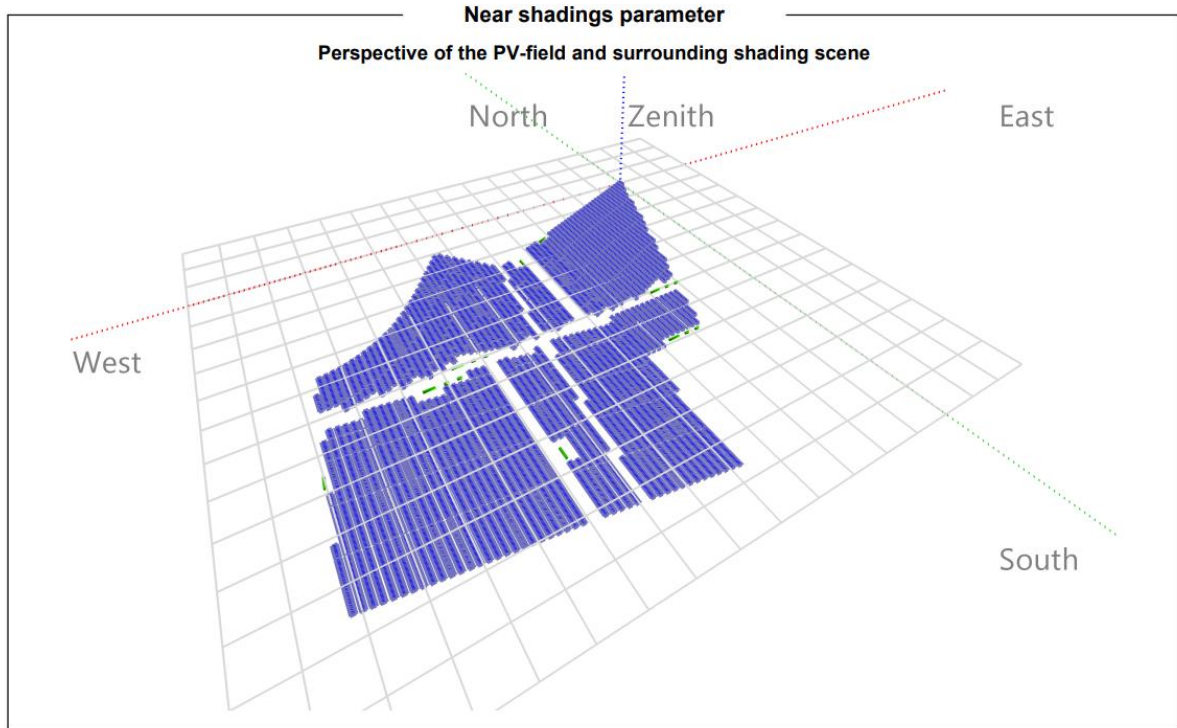 Near shadings parameter
Perspective of the PV-field and surrounding shading scene
North
Zenith
East
West
South